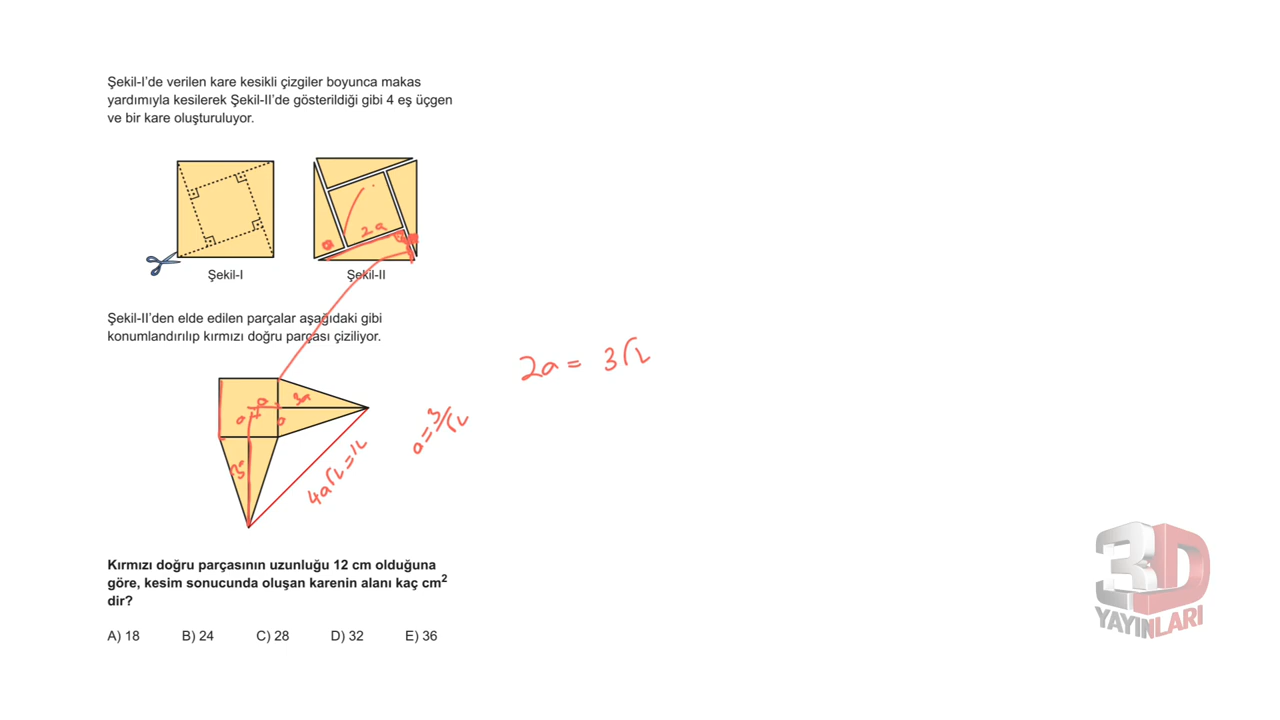 Şekil-I'de verilen kare kesikli çizgiler boyunca makas
yardımıyla kesilerek Şekil-II'de gösterildiği gibi 4 eş üçgen
ve bir kare oluşturuluyor.
a
2a
Şekil-I
Şekil-II
Şekil-II'den elde edilen parçalar aşağıdaki gibi
konumlandırılıp kırmızı doğru parçası çiziliyor.
2a = 3√2
a
3a
a
a
a = 3/√2
3a
4a√2 = 12
Kırmızı doğru parçasının uzunluğu 12 cm olduğuna
göre, kesim sonucunda oluşan karenin alanı kaç cm²
dir?
A) 18 B) 24 C) 28 D) 32 E) 36
3D
YAYINLARI